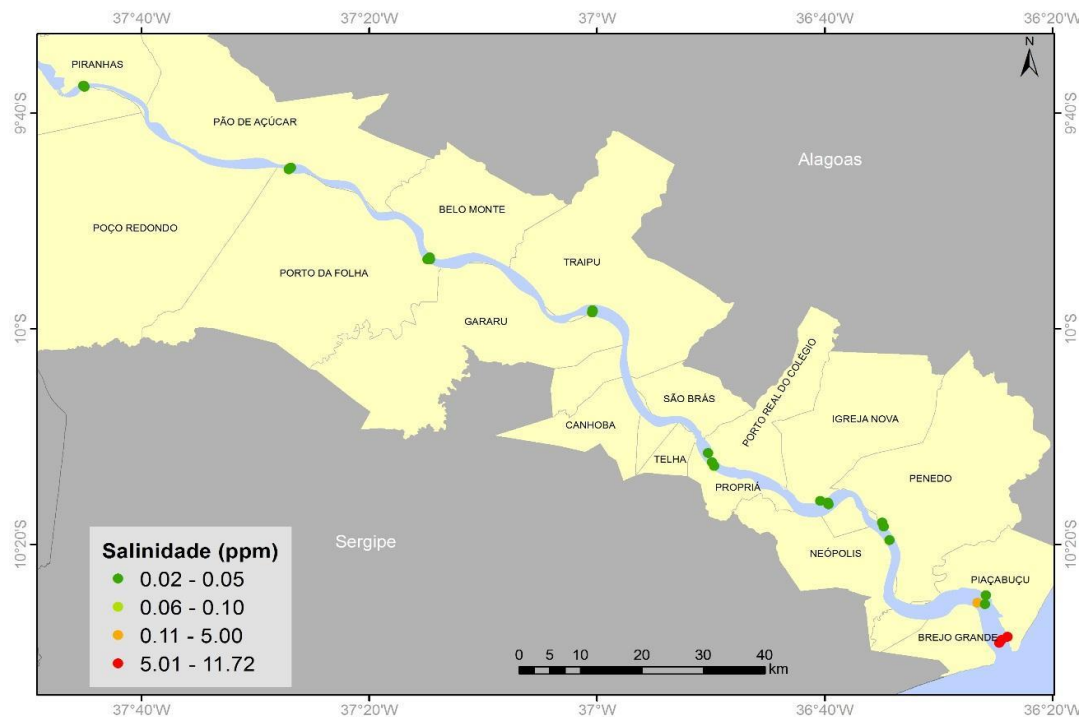 37°40'W 37°20'W 37°0'W 36°40'W 36°20'W
N
PIRANHAS
9°40'S 9°40'S
PÃO DE AÇÚCAR
Alagoas
BELO MONTE
POÇO REDONDO
TRAIPU
PORTO DA FOLHA
10°S 10°S
GARARU
PORTO REAL DO COLÉGIO
SÃO BRÁS
IGREJA NOVA
CANHOBA
TELHA
PENEDO
PROPRIÁ
Sergipe
10°20'S 10°20'S
NEÓPOLIS
Salinidade (ppm)
0.02 - 0.05
0.06 - 0.10
0.11 - 5.00
5.01 - 11.72
PIAÇABUÇU
BREJO GRANDE
0 5 10 20 30 40
km
37°40'W 37°20'W 37°0'W 36°40'W 36°20'W